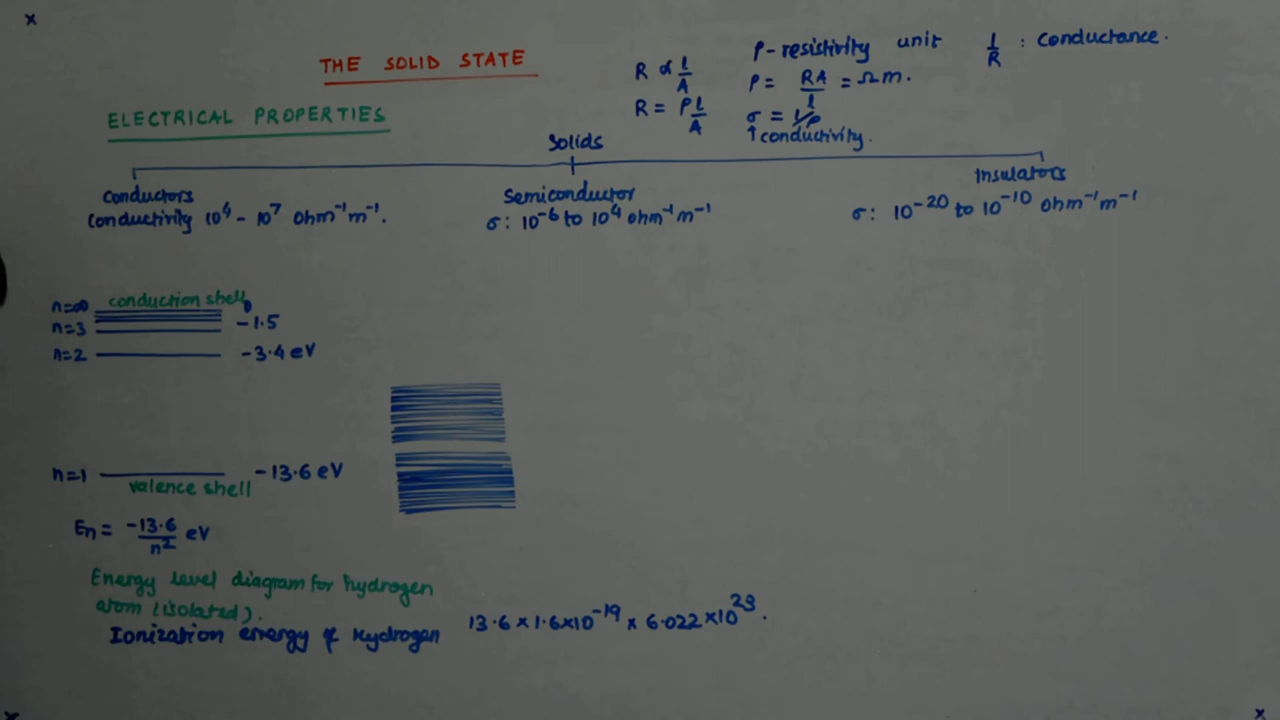 THE SOLID STATE
R ∝ l/A
R = ρl/A
ρ-resistivity unit
ρ = RA/l = Ωm.
σ = 1/ρ
↑conductivity.
1/R : conductance.
ELECTRICAL PROPERTIES
Solids
Conductors
Conductivity 10⁴ - 10⁷ ohm⁻¹m⁻¹.
Semiconductor
σ: 10⁻⁶ to 10⁴ ohm⁻¹m⁻¹
Insulators
σ: 10⁻²⁰ to 10⁻¹⁰ ohm⁻¹m⁻¹
n=∞ conduction shell 0
n=3 -1.5
n=2 -3.4 eV
n=1 -13.6 eV
valence shell
En = -13.6/n² eV
Energy level diagram for hydrogen
atom (isolated).
Ionization energy of Hydrogen 13.6 × 1.6×10⁻¹⁹ × 6.022 ×10²³.